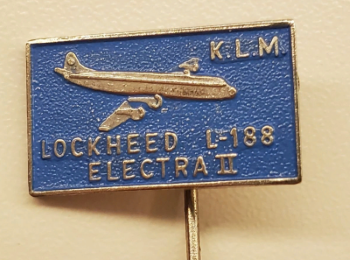 K.L.M
LOCKHEED L-188
ELECTRA II